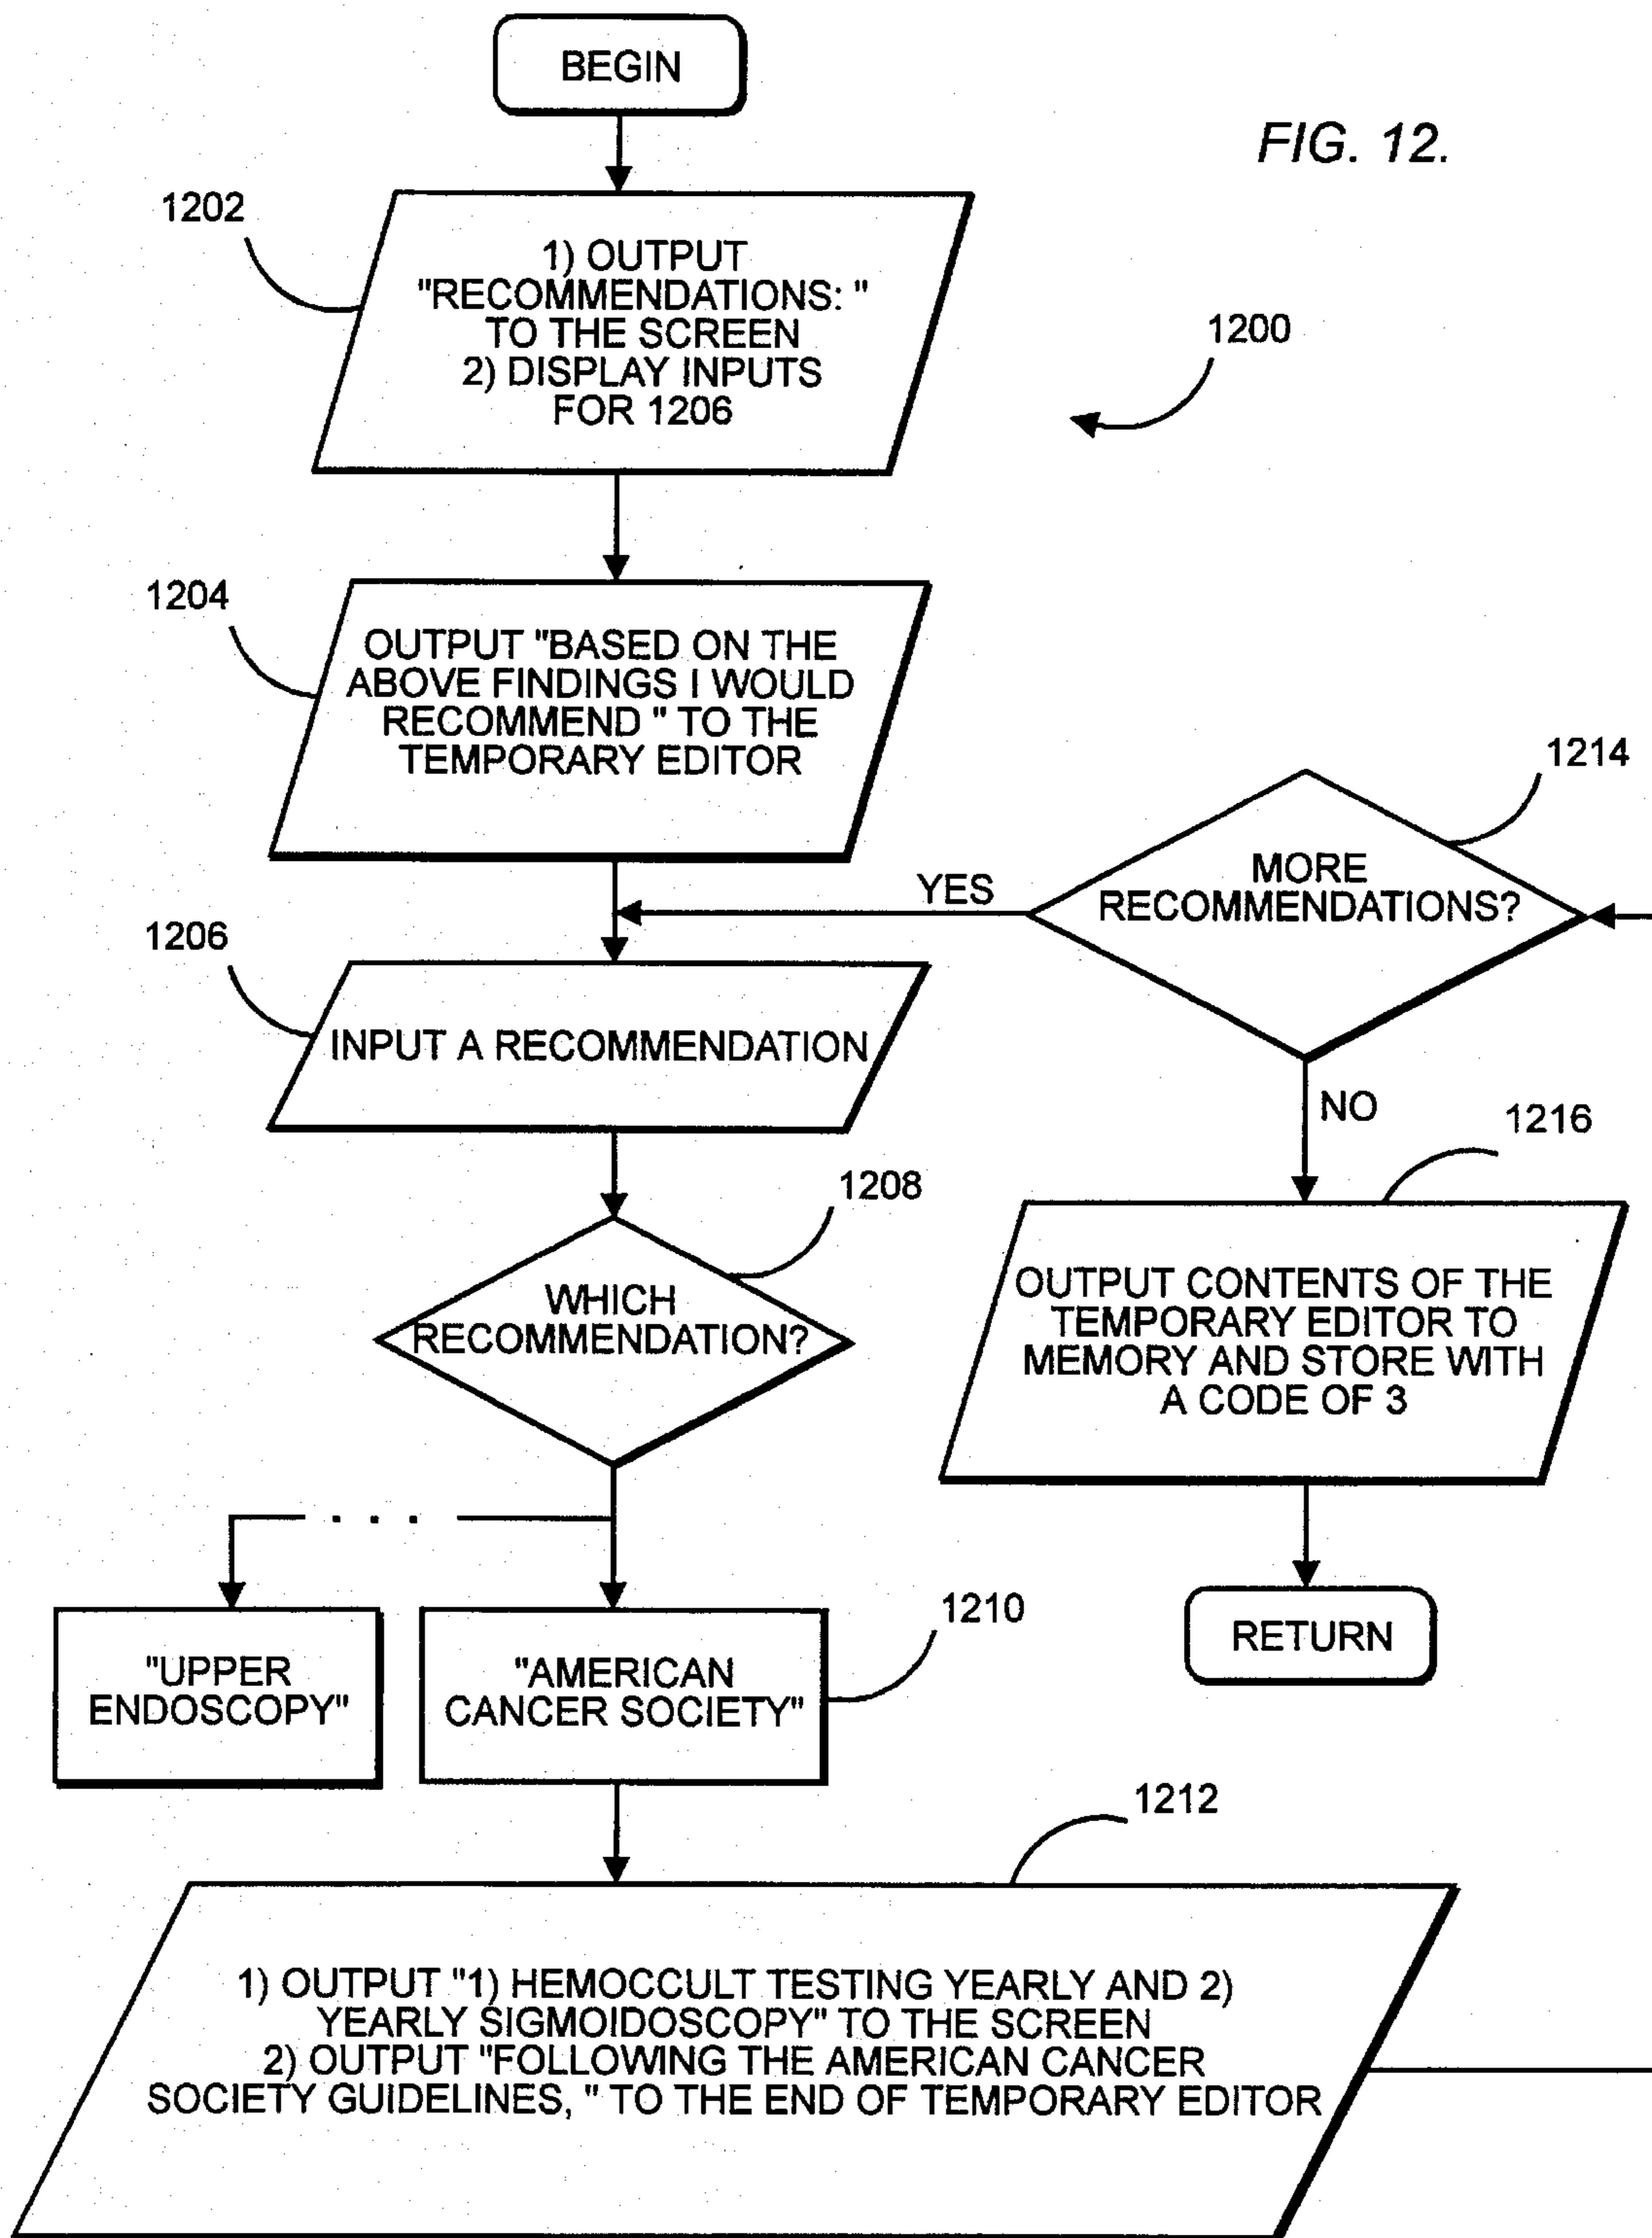 BEGIN
FIG. 12.
1202
1) OUTPUT
"RECOMMENDATIONS: "
TO THE SCREEN
2) DISPLAY INPUTS
FOR 1206
1200
1204
OUTPUT "BASED ON THE
ABOVE FINDINGS I WOULD
RECOMMEND " TO THE
TEMPORARY EDITOR
1214
MORE
RECOMMENDATIONS?
YES
NO
1206
INPUT A RECOMMENDATION
1208
WHICH
RECOMMENDATION?
1216
OUTPUT CONTENTS OF THE
TEMPORARY EDITOR TO
MEMORY AND STORE WITH
A CODE OF 3
RETURN
. . .
"UPPER
ENDOSCOPY"
"AMERICAN
CANCER SOCIETY"
1210
1212
1) OUTPUT "1) HEMOCCULT TESTING YEARLY AND 2)
YEARLY SIGMOIDOSCOPY" TO THE SCREEN
2) OUTPUT "FOLLOWING THE AMERICAN CANCER
SOCIETY GUIDELINES, " TO THE END OF TEMPORARY EDITOR